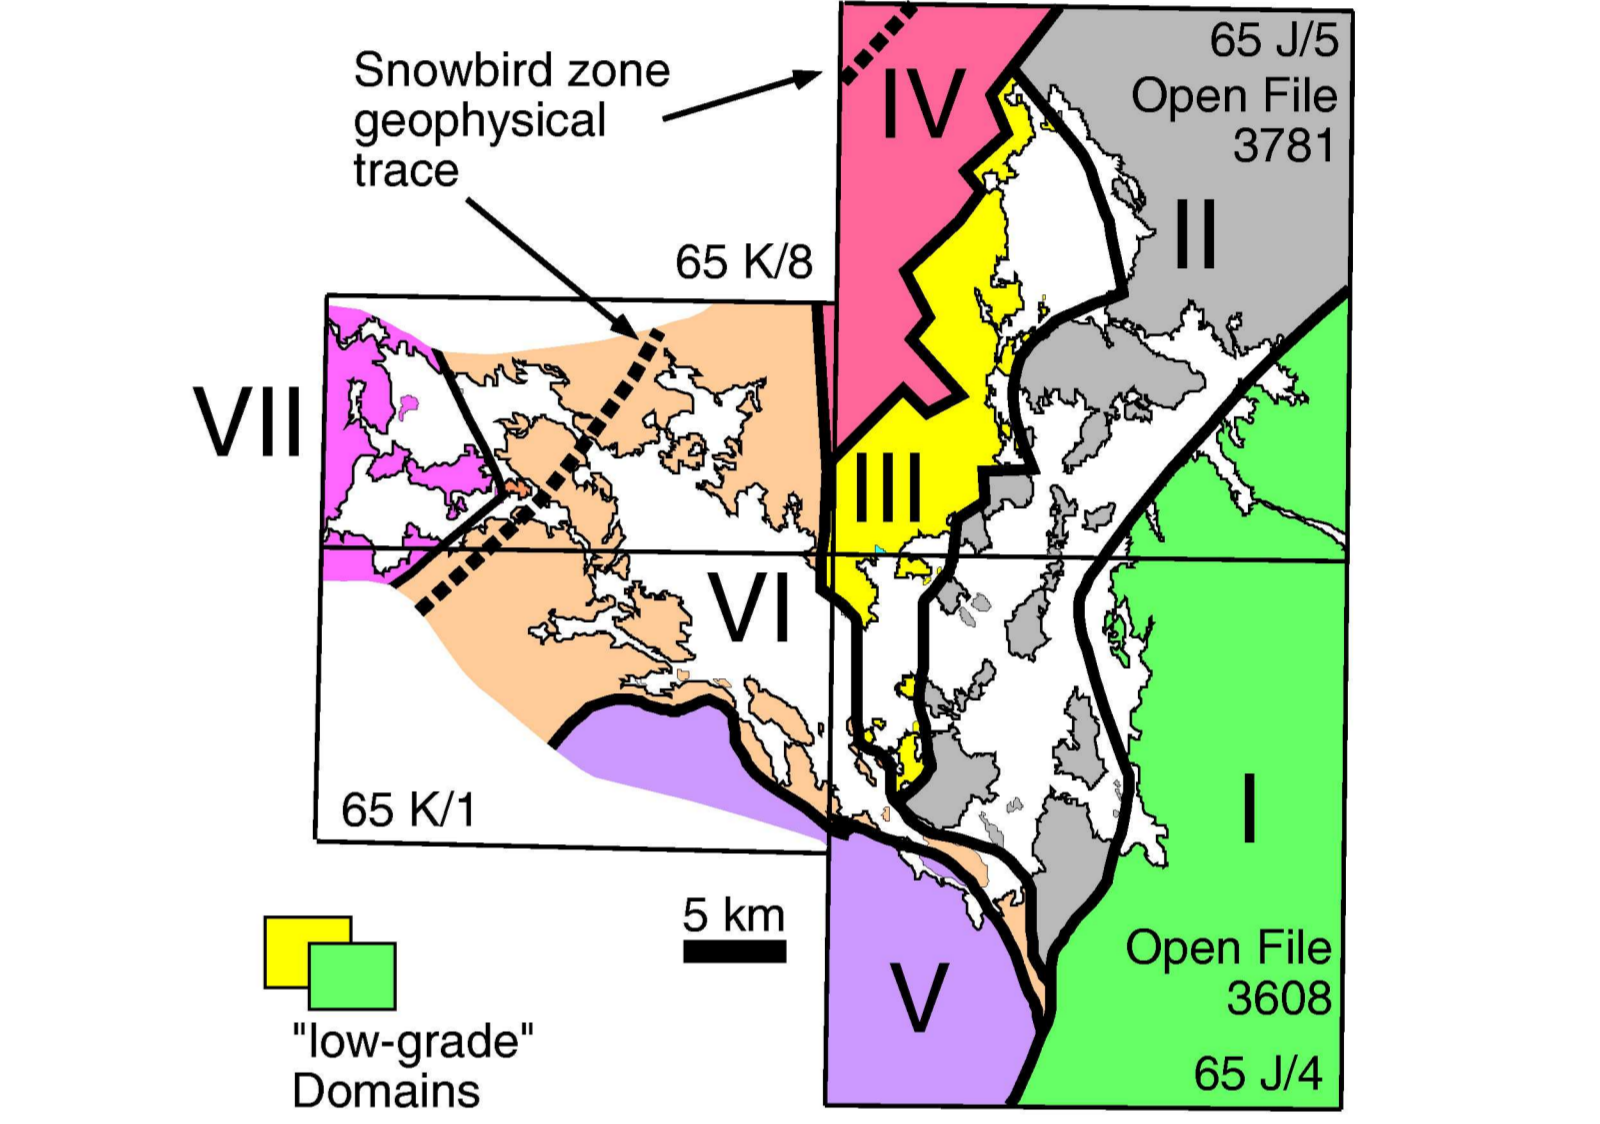 65 J/5
Snowbird zone
geophysical
trace
Open File
3781
IV
II
65 K/8
VII
III
VI
65 K/1
I
5 km
Open File
3608
V
"low-grade"
Domains
65 J/4